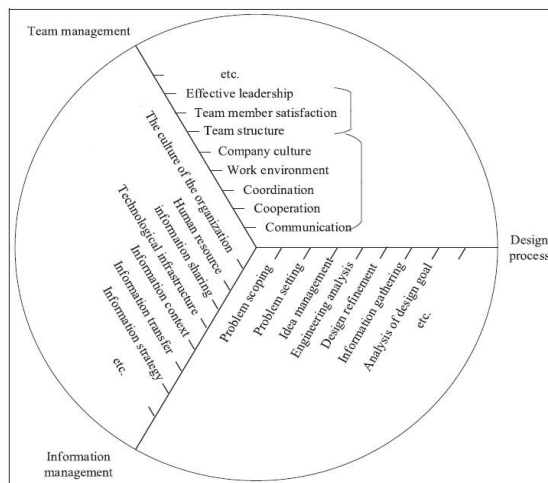 Team management
etc.
Effective leadership
Team member satisfaction
Team structure
Company culture
Work environment
Coordination
Cooperation
Communication
The culture of the organization
Human resource
information sharing
Technological infrastructure
Information context
Information transfer
Information strategy
etc.
Design
process
Problem scoping
Problem setting
Idea management
Engineering analysis
Design refinement
Information gathering
Analysis of design goal
etc.
Information
management